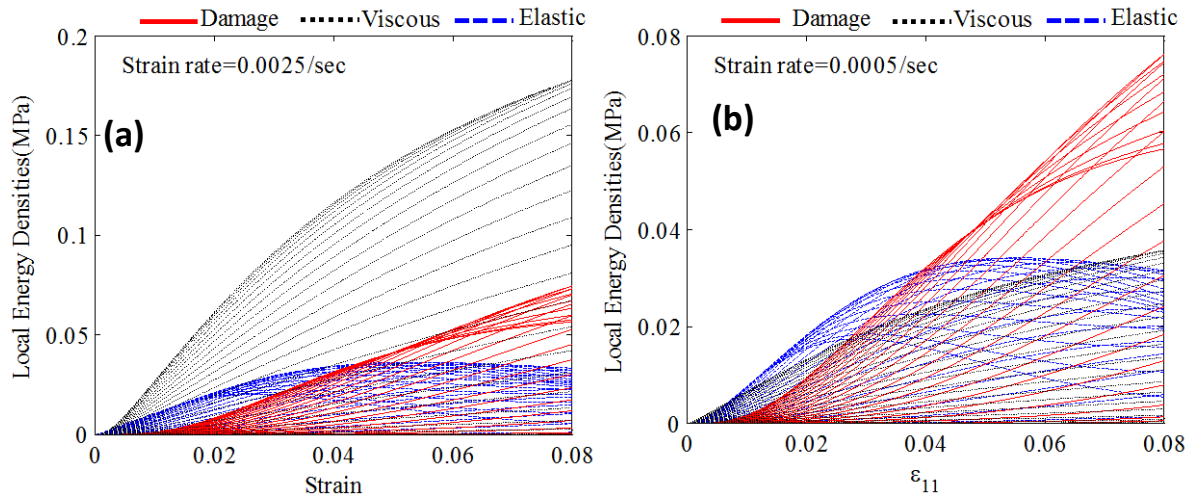 Damage Viscous Elastic
0.2
Strain rate=0.0025/sec
(a)
0.15
0.1
0.05
0
Local Energy Densities(MPa)
0 0.02 0.04 0.06 0.08
Strain
Damage Viscous Elastic
0.08
Strain rate=0.0005/sec
(b)
0.06
0.04
0.02
0
Local Energy Densities(MPa)
0 0.02 0.04 0.06 0.08
ε11